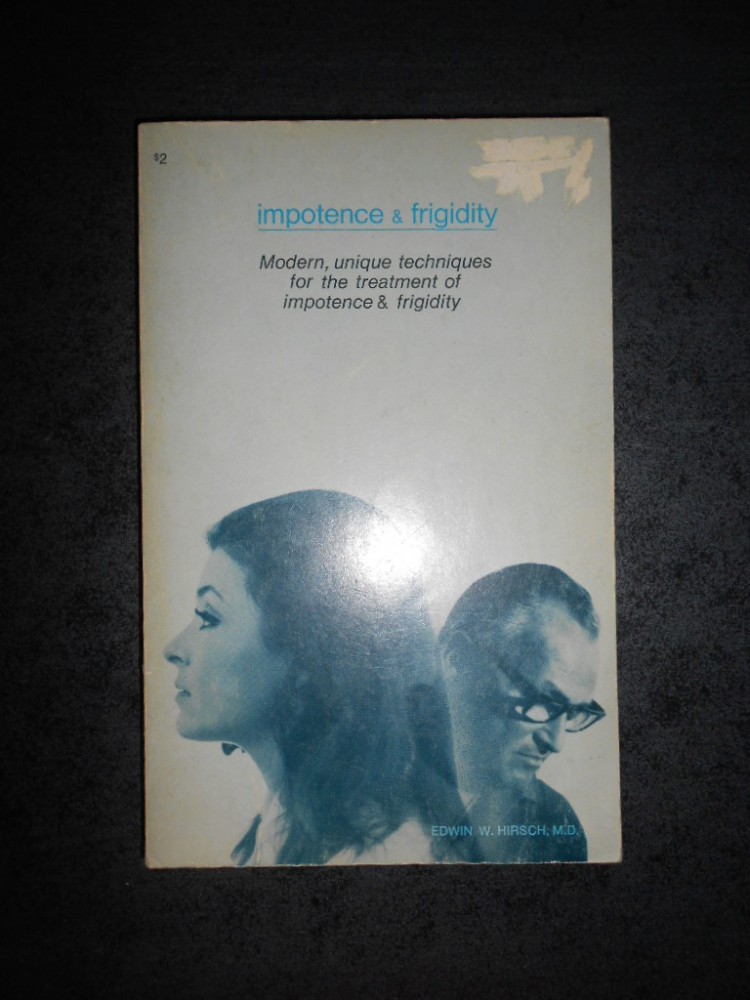 $2
impotence & frigidity
Modern, unique techniques
for the treatment of
impotence & frigidity
EDWIN W. HIRSCH, M.D.